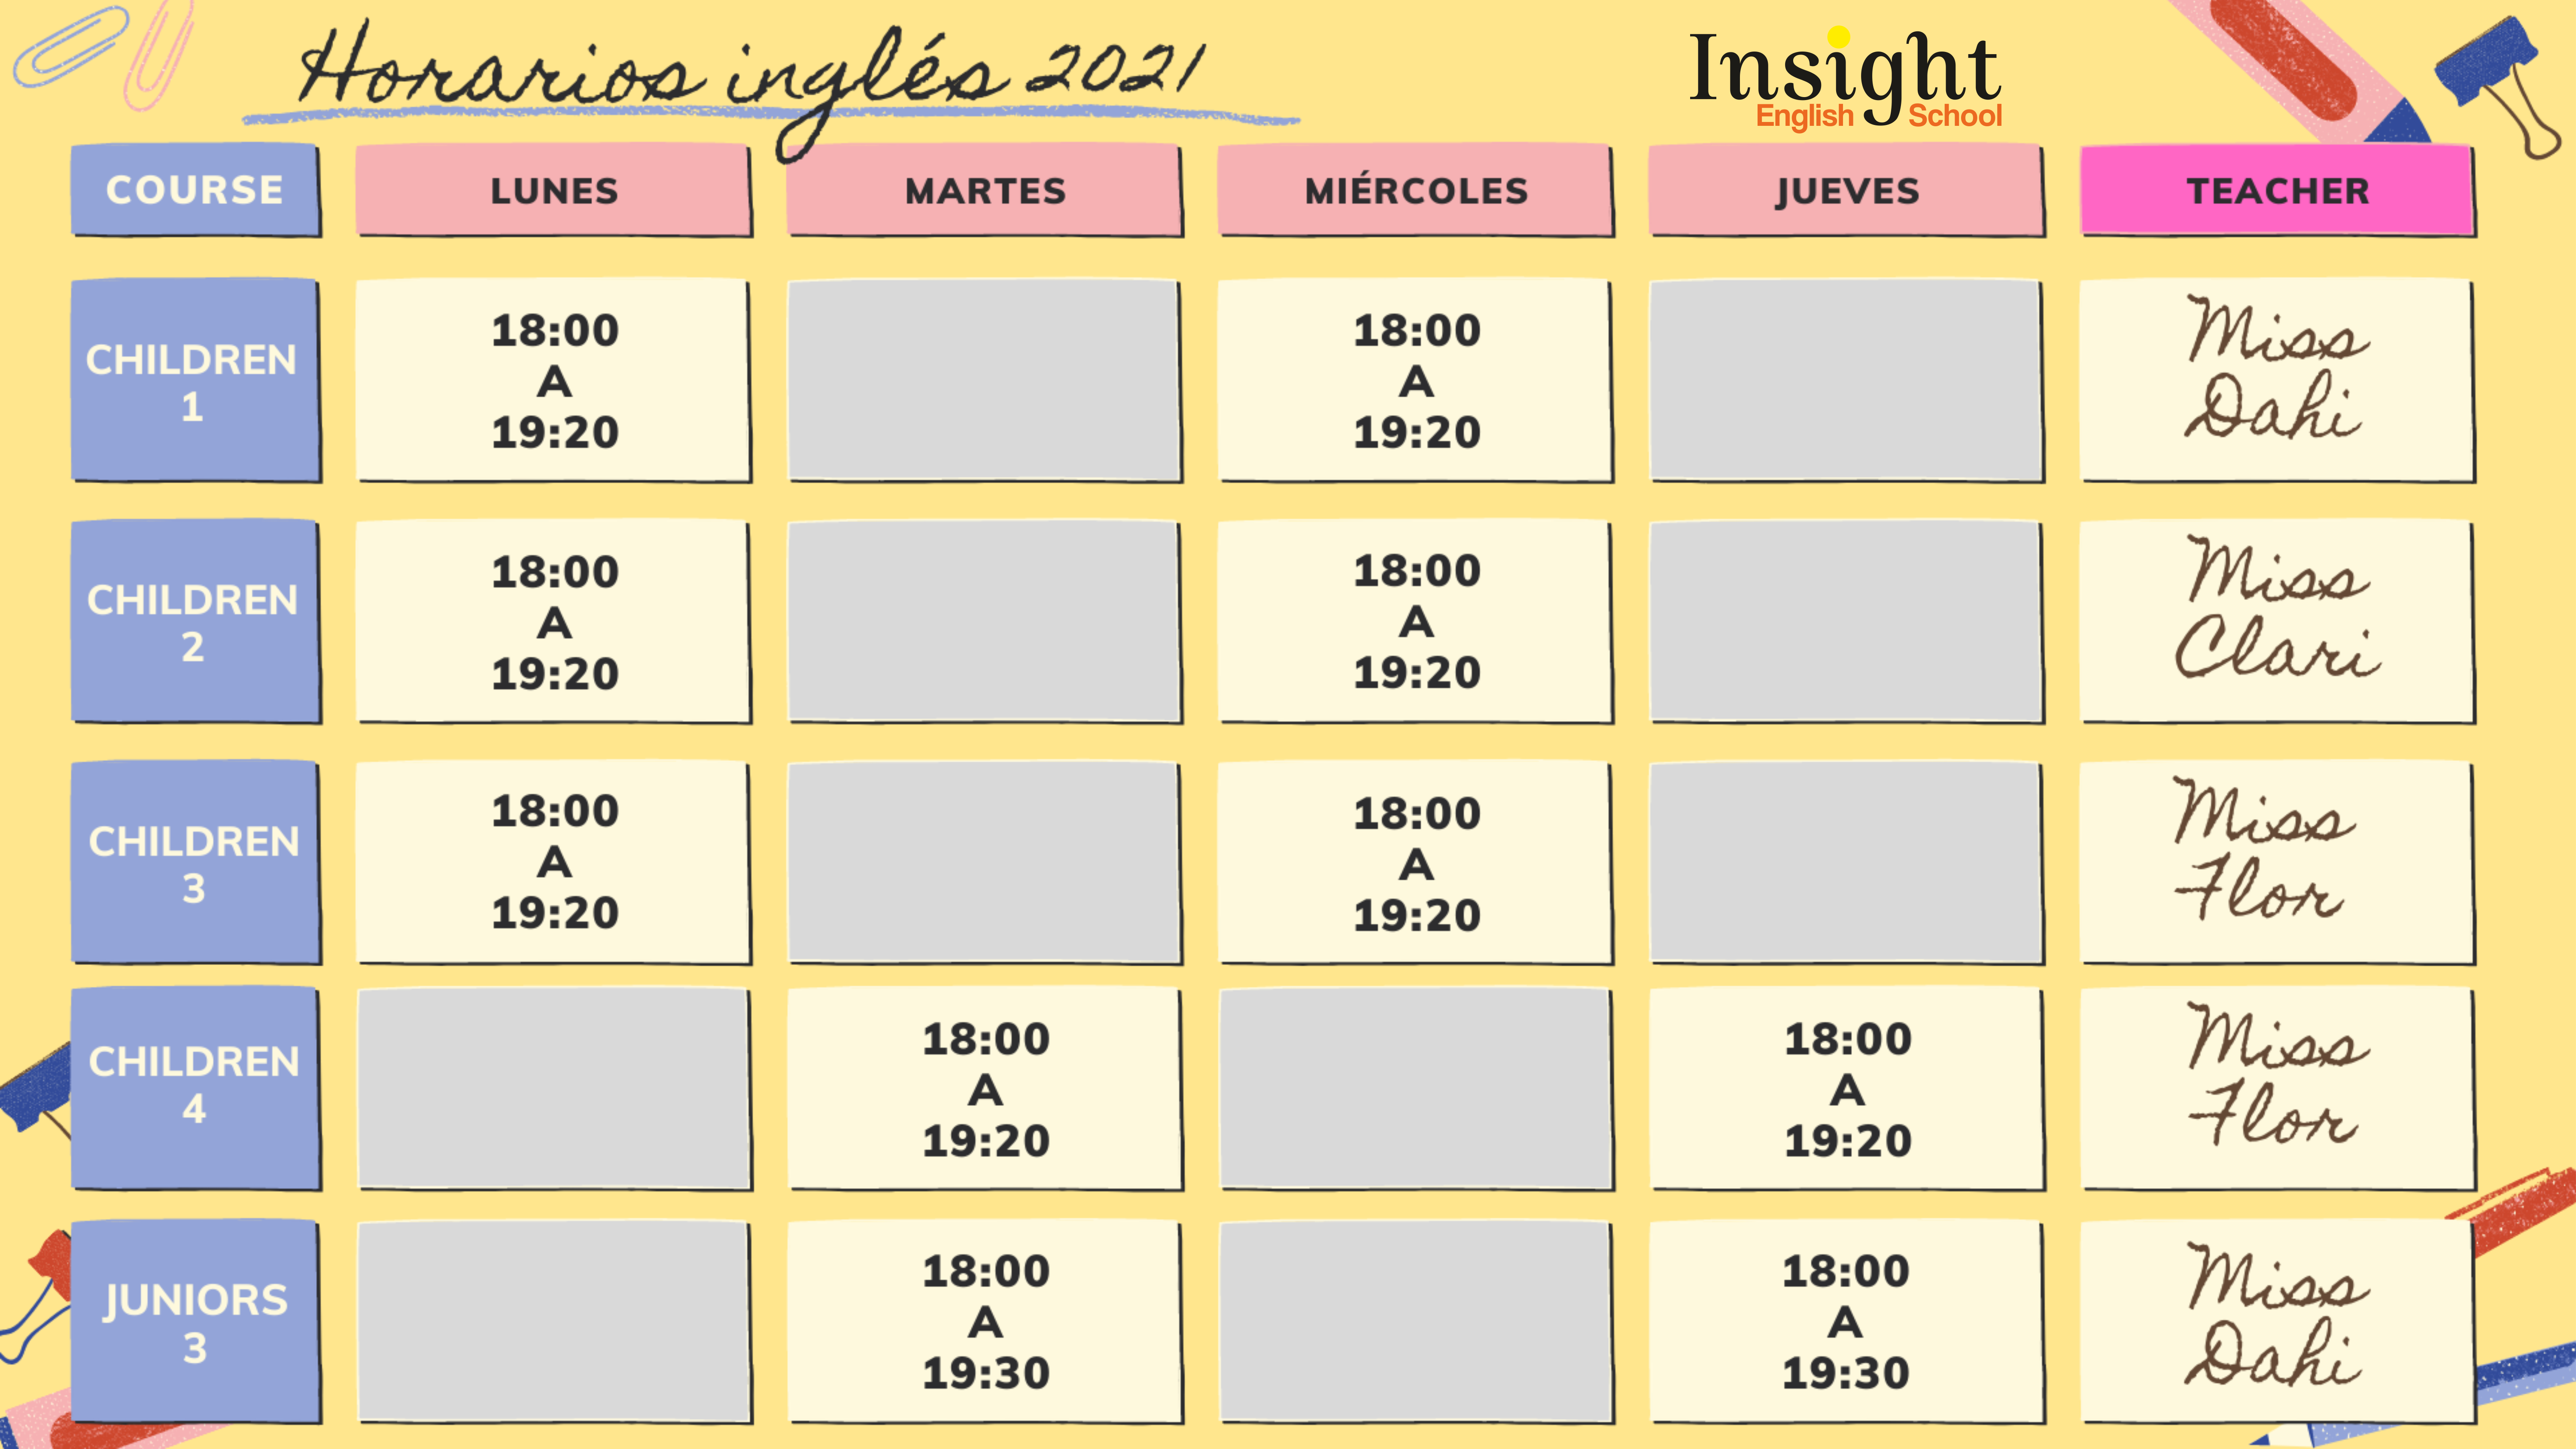 Horarios inglés 2021
Insight
English School
COURSE LUNES MARTES MIÉRCOLES JUEVES TEACHER
CHILDREN
1
18:00
A
19:20
18:00
A
19:20
Miss
Dahi
CHILDREN
2
18:00
A
19:20
18:00
A
19:20
Miss
Clari
CHILDREN
3
18:00
A
19:20
18:00
A
19:20
Miss
Flor
CHILDREN
4
18:00
A
19:20
18:00
A
19:20
Miss
Flor
JUNIORS
3
18:00
A
19:30
18:00
A
19:30
Miss
Dahi